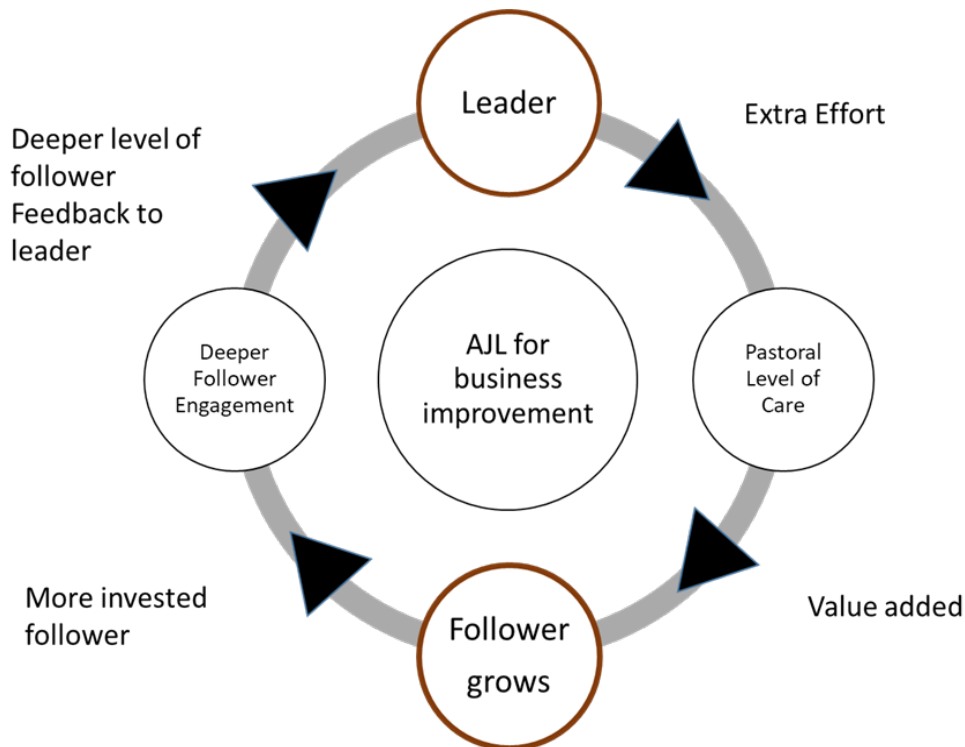 Leader
Extra Effort
Deeper level of
follower
Feedback to
leader
Deeper
Follower
Engagement
AJL for
business
improvement
Pastoral
Level of
Care
More invested
follower
Follower
grows
Value added